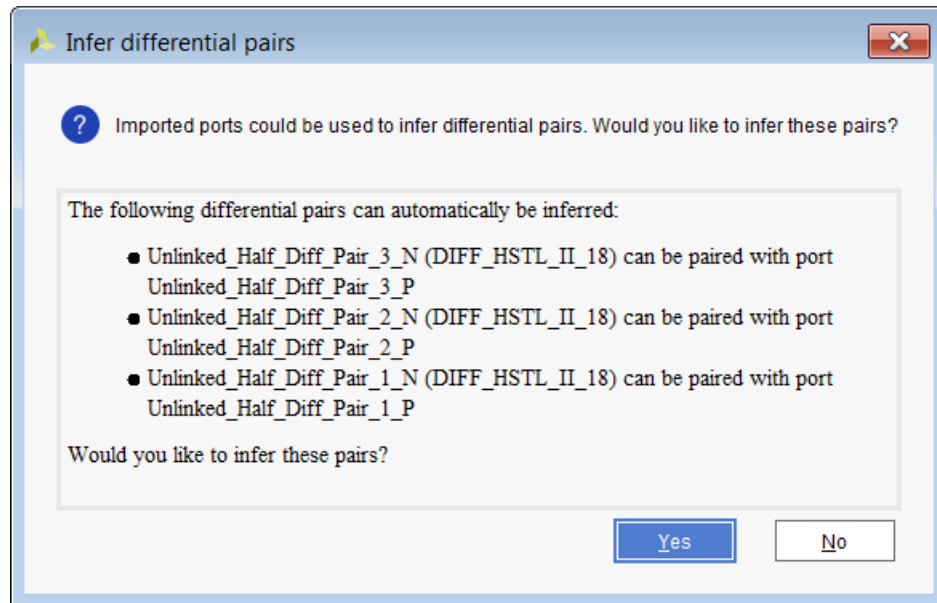 Infer differential pairs
Imported ports could be used to infer differential pairs. Would you like to infer these pairs?
The following differential pairs can automatically be inferred:
Unlinked_Half_Diff_Pair_3_N (DIFF_HSTL_II_18) can be paired with port
Unlinked_Half_Diff_Pair_3_P
Unlinked_Half_Diff_Pair_2_N (DIFF_HSTL_II_18) can be paired with port
Unlinked_Half_Diff_Pair_2_P
Unlinked_Half_Diff_Pair_1_N (DIFF_HSTL_II_18) can be paired with port
Unlinked_Half_Diff_Pair_1_P
Would you like to infer these pairs?
Yes
No